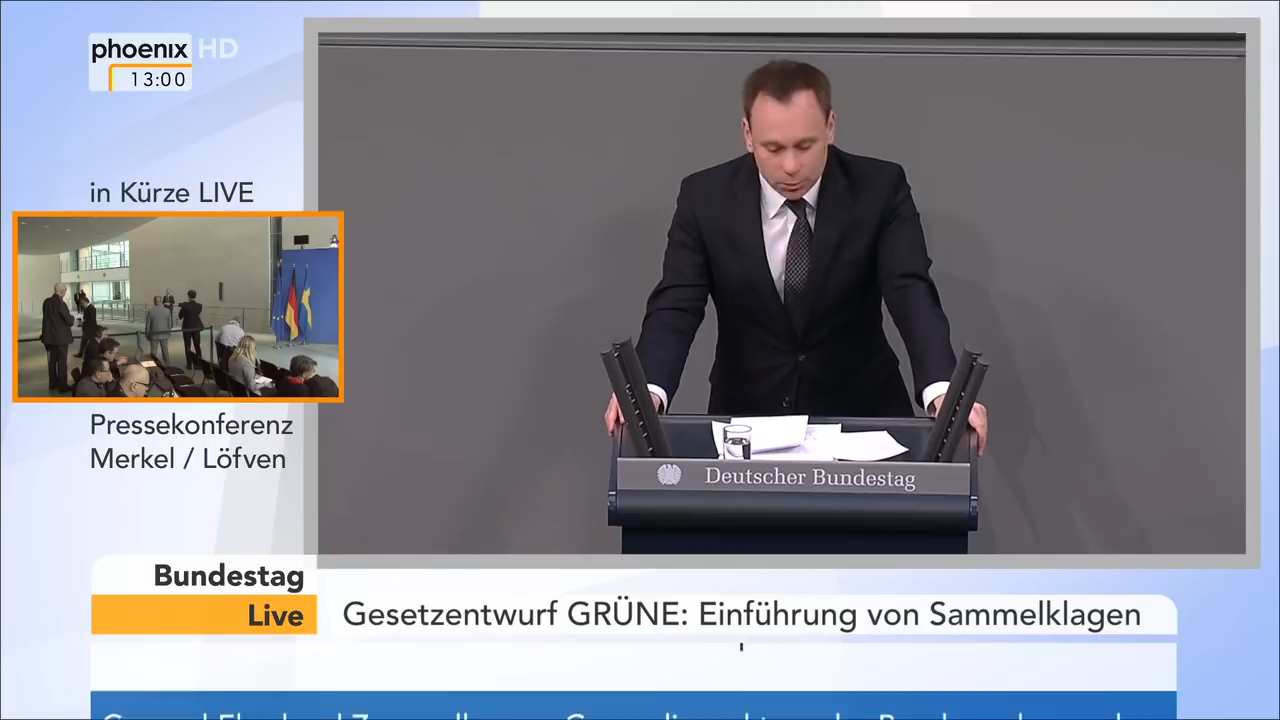 phoenix HD
13:00
in Kürze LIVE
Pressekonferenz
Merkel / Löfven
Deutscher Bundestag
Bundestag
Live
Gesetzentwurf GRÜNE: Einführung von Sammelklagen